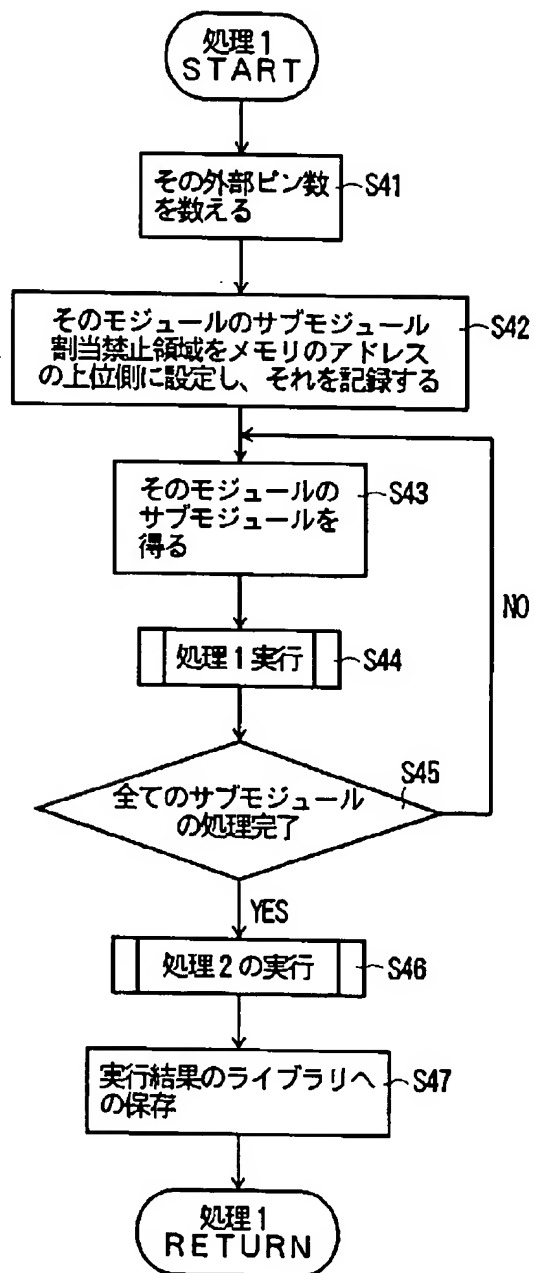 処理1
START
その外部ピン数
を数える
S41
そのモジュールのサブモジュール
割当禁止領域をメモリのアドレス
の上位側に設定し、それを記録する
S42
そのモジュールの
サブモジュールを
得る
S43
NO
処理1実行
S44
S45
全てのサブモジュール
の処理完了
YES
処理2の実行
S46
実行結果のライブラリへ
の保存
S47
処理1
RETURN